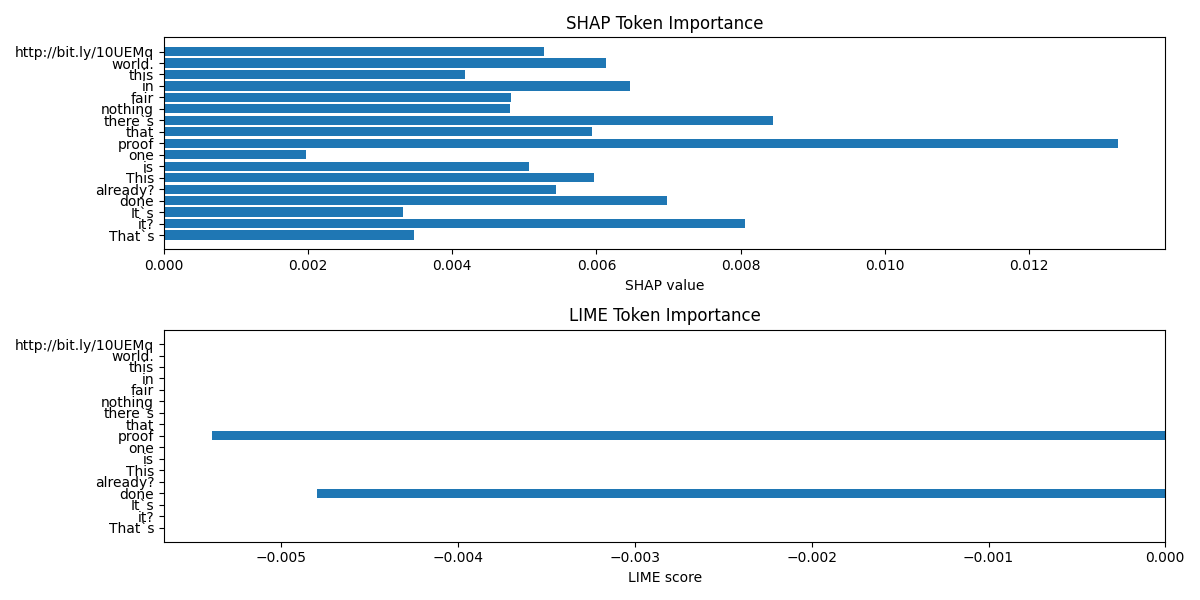 SHAP Token Importance
http://bit.ly/10UEMq
world.
this
in
fair
nothing
there`s
that
proof
one
is
This
already?
done
It`s
it?
That`s
0.000 0.002 0.004 0.006 0.008 0.010 0.012
SHAP value
LIME Token Importance
http://bit.ly/10UEMq
world.
this
in
fair
nothing
there`s
that
proof
one
is
This
already?
done
It`s
it?
That`s
−0.005 −0.004 −0.003 −0.002 −0.001 0.000
LIME score